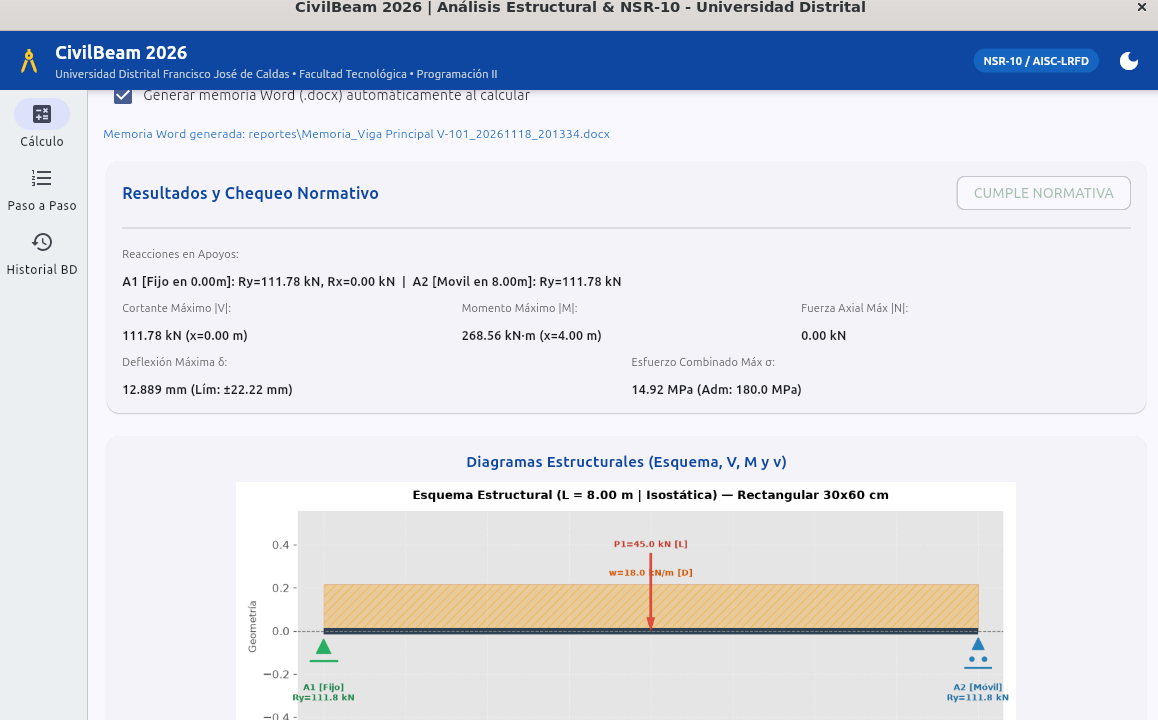 CivilBeam 2026 | Análisis Estructural & NSR-10 - Universidad Distrital
×
CivilBeam 2026
Universidad Distrital Francisco José de Caldas • Facultad Tecnológica • Programación II
NSR-10 / AISC-LRFD
Cálculo
Paso a Paso
Historial BD
Generar memoria Word (.docx) automáticamente al calcular
Memoria Word generada: reportes\Memoria_Viga Principal V-101_20261118_201334.docx
Resultados y Chequeo Normativo
CUMPLE NORMATIVA
Reacciones en Apoyos:
A1 [Fijo en 0.00m]: Ry=111.78 kN, Rx=0.00 kN | A2 [Movil en 8.00m]: Ry=111.78 kN
Cortante Máximo |V|: Momento Máximo |M|: Fuerza Axial Máx |N|:
111.78 kN (x=0.00 m) 268.56 kN·m (x=4.00 m) 0.00 kN
Deflexión Máxima δ: Esfuerzo Combinado Máx σ:
12.889 mm (Lím: ±22.22 mm) 14.92 MPa (Adm: 180.0 MPa)
Diagramas Estructurales (Esquema, V, M y v)
Esquema Estructural (L = 8.00 m | Isostática) — Rectangular 30x60 cm
Geometría
0.4
0.2
0.0
−0.2
−0.4
P1=45.0 kN [L]
w=18.0 kN/m [D]
A1 [Fijo]
Ry=111.8 kN
A2 [Móvil]
Ry=111.8 kN